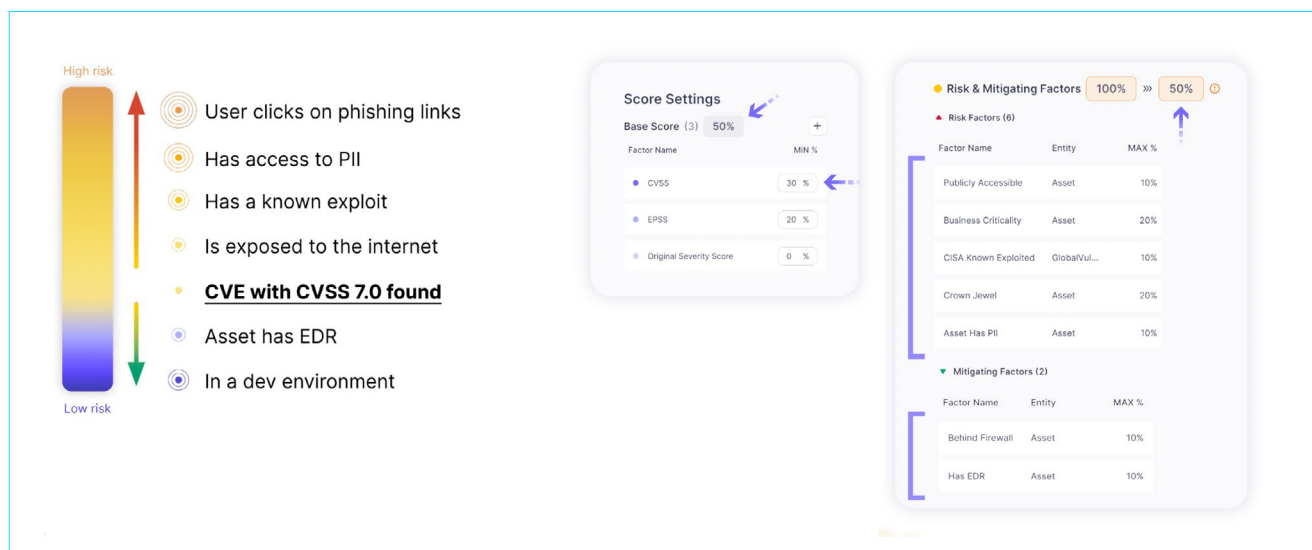 High risk
User clicks on phishing links
Has access to PII
Has a known exploit
Is exposed to the internet
CVE with CVSS 7.0 found
Asset has EDR
In a dev environment
Low risk
Score Settings
Base Score (3) 50% +
Factor Name MIN %
CVSS 30 %
EPSS 20 %
Original Severity Score 0 %
Risk & Mitigating Factors 100% »» 50%
Risk Factors (6)
Factor Name Entity MAX %
Publicly Accessible Asset 10%
Business Criticality Asset 20%
CISA Known Exploited GlobalVul... 10%
Crown Jewel Asset 20%
Asset Has PII Asset 10%
Mitigating Factors (2)
Factor Name Entity MAX %
Behind Firewall Asset 10%
Has EDR Asset 10%